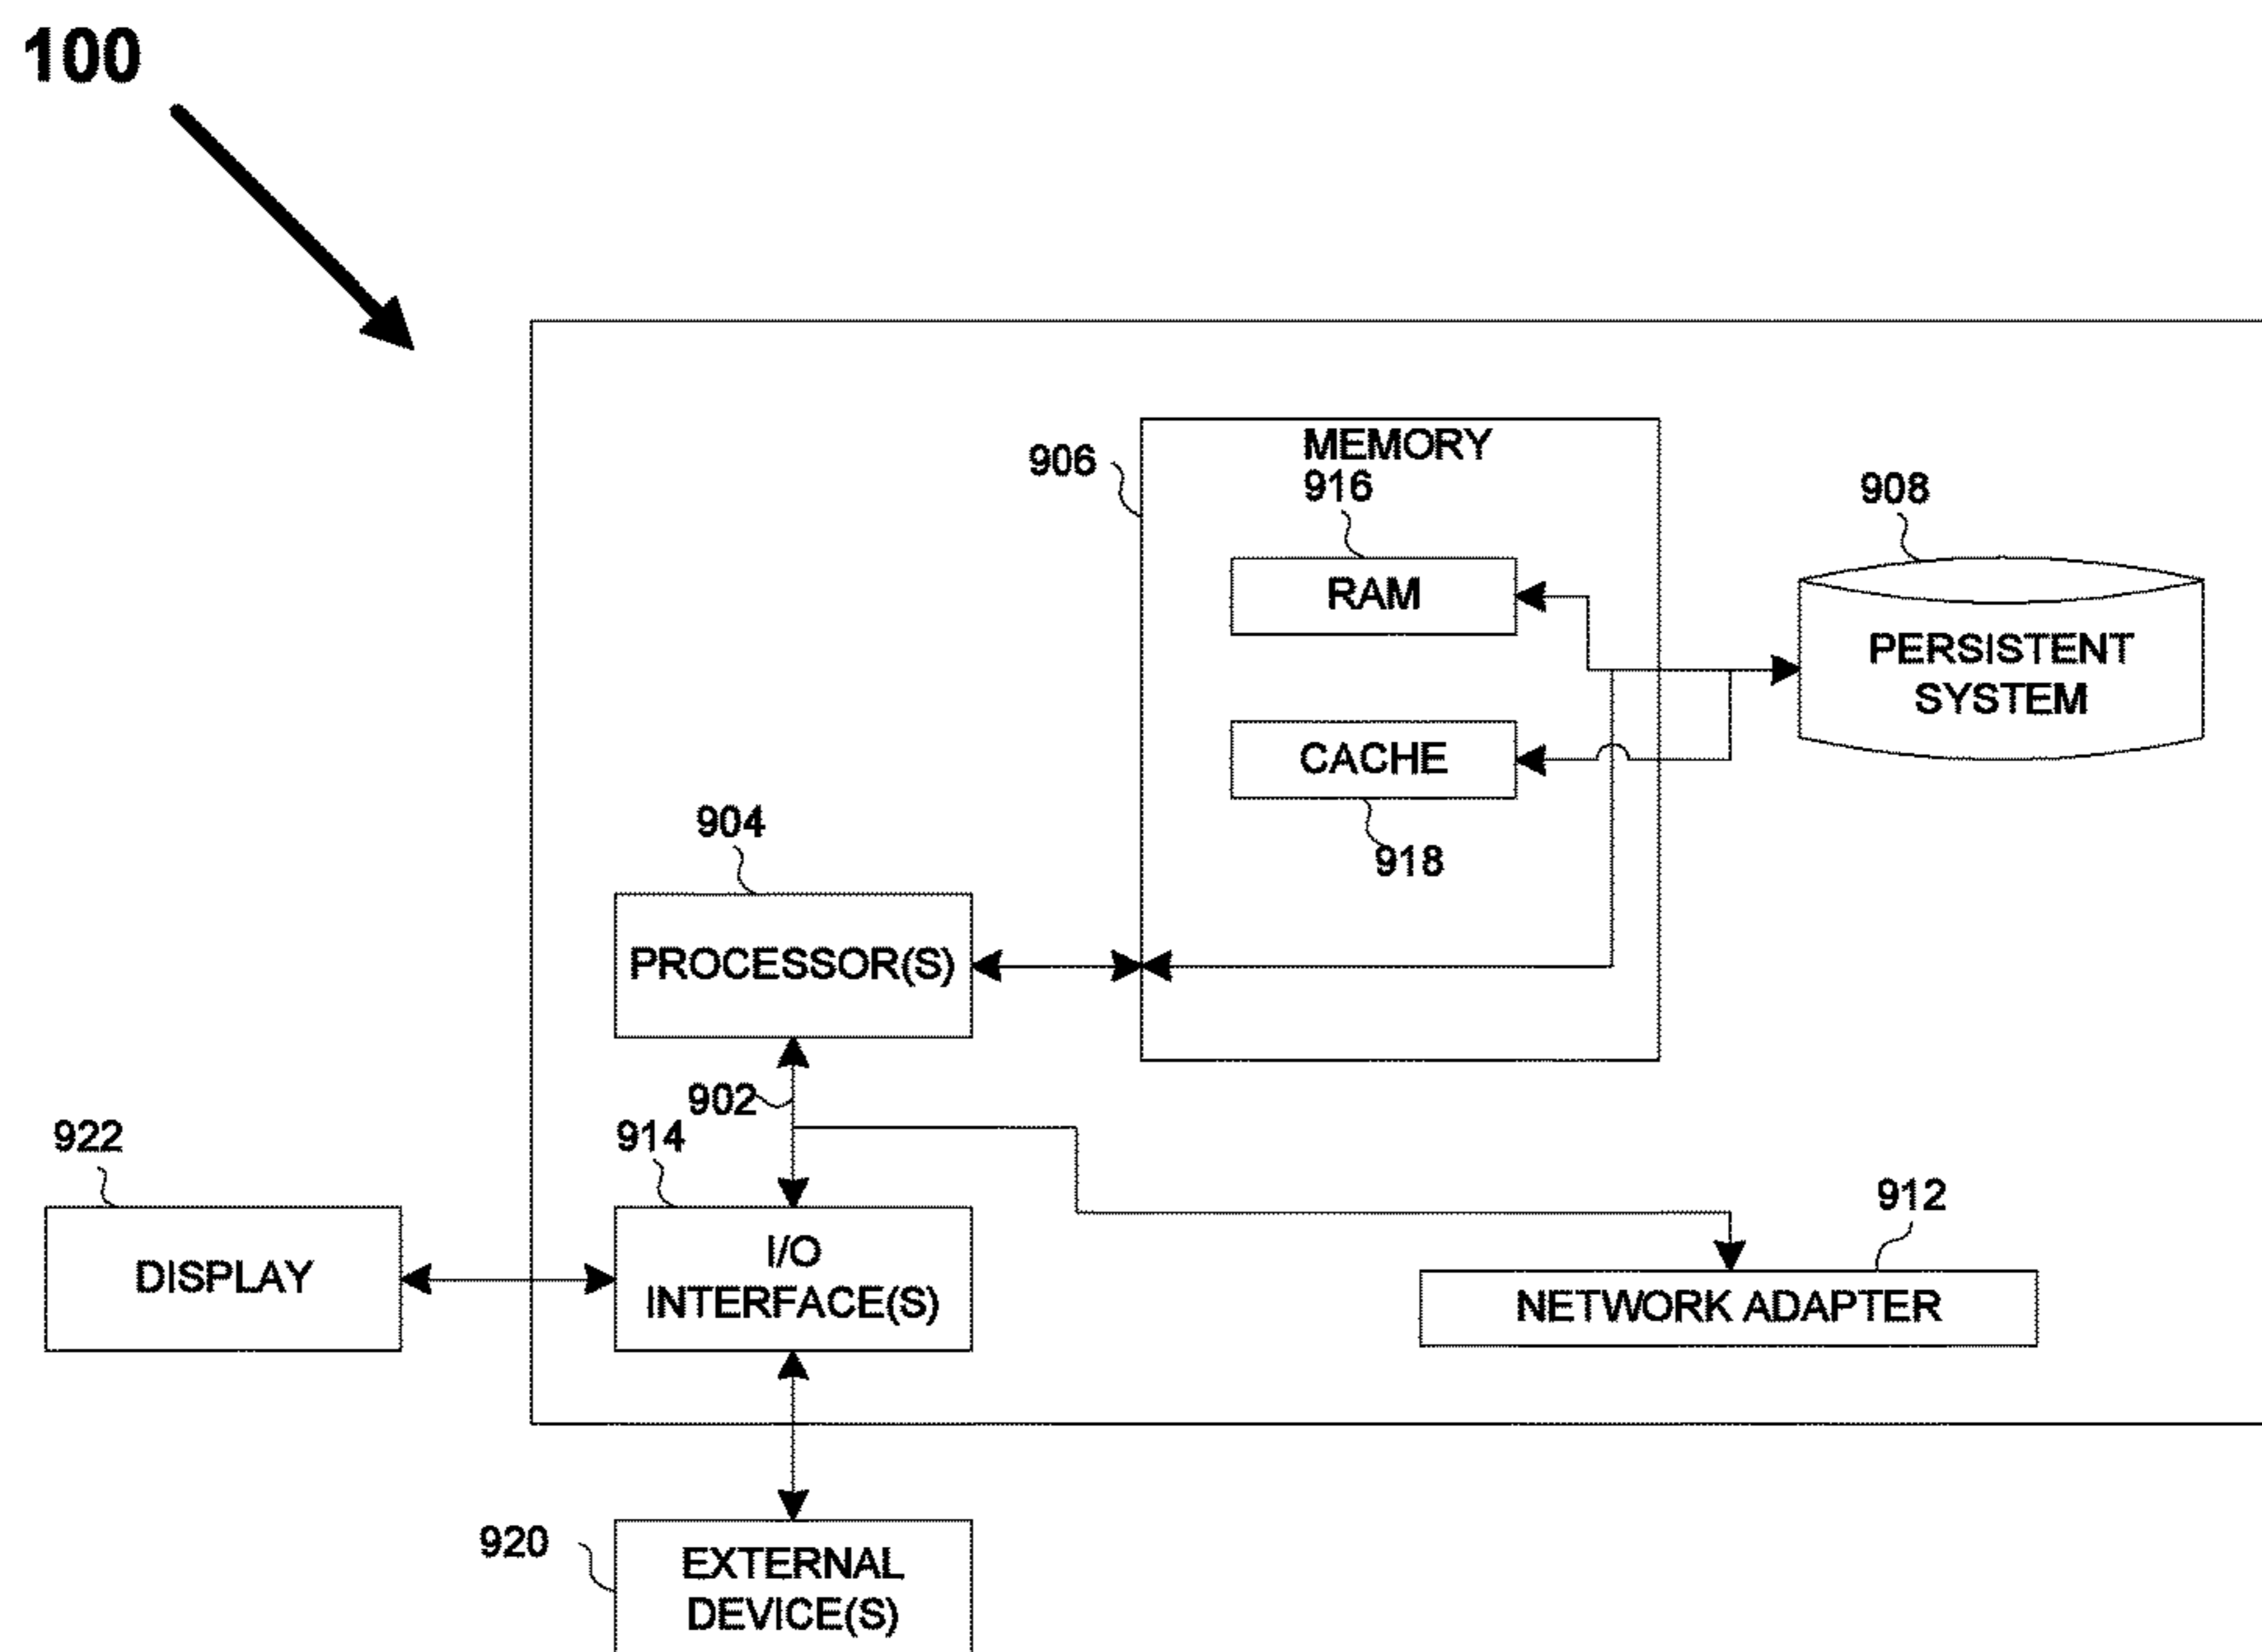 100
MEMORY
906
916
908
RAM
PERSISTENT
SYSTEM
CACHE
904
918
PROCESSOR(S)
902
922
914
912
I/O
DISPLAY
INTERFACE(S)
NETWORK ADAPTER
920
EXTERNAL
DEVICE(S)